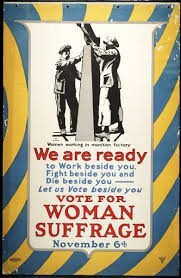 Women working in munition factory
We are ready
to Work beside you,
Fight beside you and
Die beside you —
Let us Vote beside you
VOTE FOR
WOMAN
SUFFRAGE
November 6th